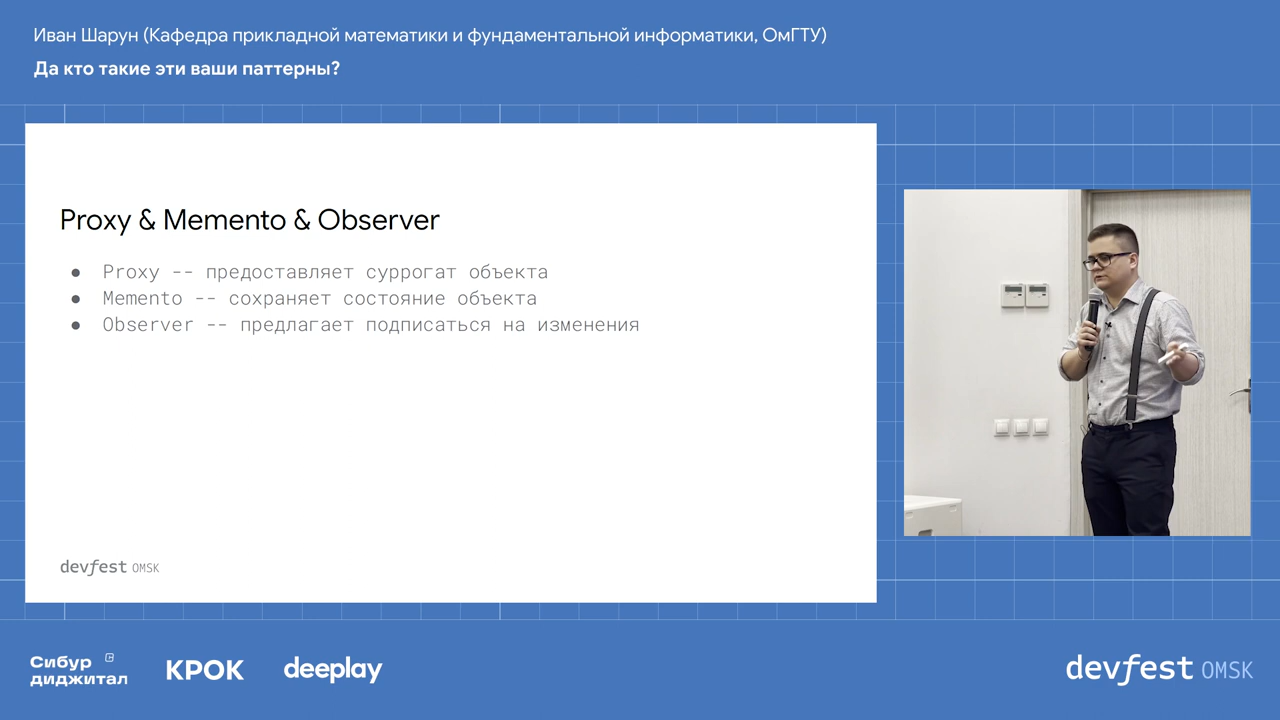 Иван Шарун (Кафедра прикладной математики и фундаментальной информатики, ОмГТУ)
Да кто такие эти ваши паттерны?
Proxy & Memento & Observer
● Proxy -- предоставляет суррогат объекта
● Memento -- сохраняет состояние объекта
● Observer -- предлагает подписаться на изменения
devfest OMSK
Сибур
диджитал
КРОК
deeplay
devfest OMSK